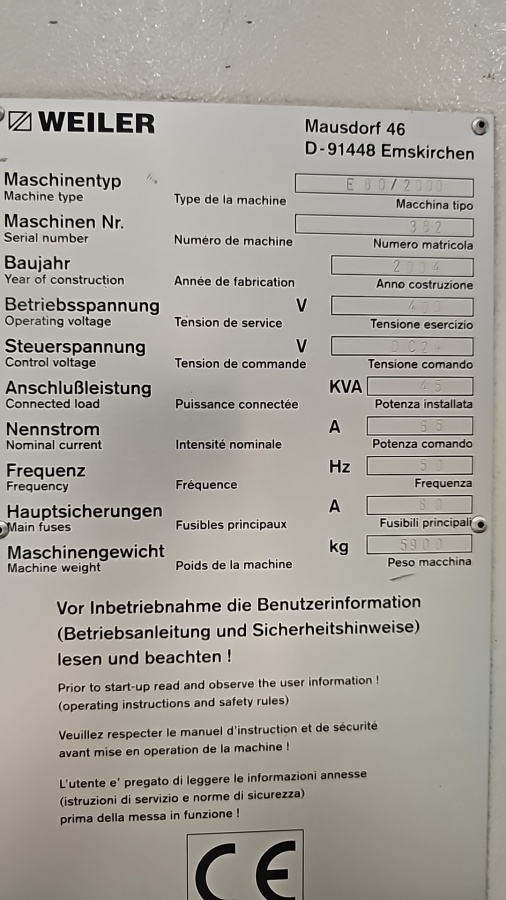 WEILER
Mausdorf 46
D-91448 Emskirchen
Maschinentyp
Machine type
Type de la machine
Macchina tipo
Maschinen Nr.
Serial number
Numéro de machine
382
Numero matricola
Baujahr
Year of construction
Année de fabrication
2004
Anno costruzione
Betriebsspannung
Operating voltage
Tension de service
V
400
Tensione esercizio
Steuerspannung
Control voltage
Tension de commande
V
Tensione comando
Anschlußleistung
Connected load
Puissance connectée
KVA
45
Potenza installata
Nennstrom
Nominal current
Intensité nominale
A
65
Potenza comando
Frequenz
Frequency
Fréquence
Hz
50
Frequenza
Hauptsicherungen
Main fuses
Fusibles principaux
A
Fusibili principali
Maschinengewicht
Machine weight
Poids de la machine
kg
5900
Peso macchina
Vor Inbetriebnahme die Benutzerinformation
(Betriebsanleitung und Sicherheitshinweise)
lesen und beachten !
Prior to start-up read and observe the user information !
(operating instructions and safety rules)
Veuillez respecter le manuel d'instruction et de sécurité
avant mise en operation de la machine !
L'utente e' pregato di leggere le informazioni annesse
(istruzioni di servizio e norme di sicurezza)
prima della messa in funzione !
CE